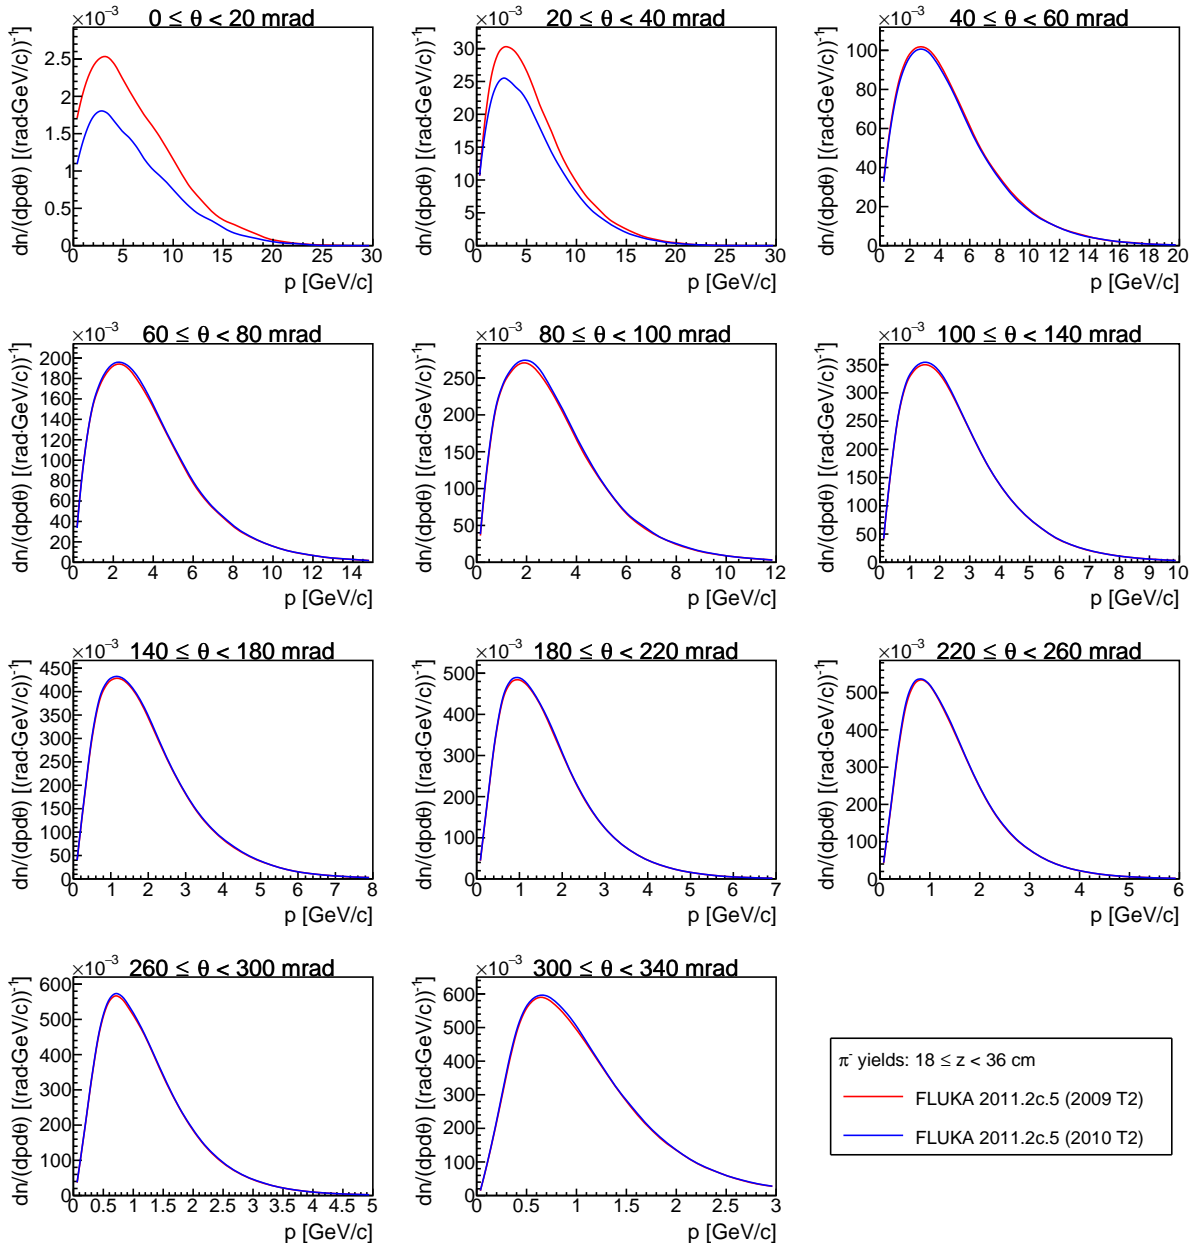 ×10⁻³ 0 ≤ θ < 20 mrad
dn/(dpdθ) [(rad·GeV/c))⁻¹]
2.5
2
1.5
1
0.5
0
0 5 10 15 20 25 30
p [GeV/c]
×10⁻³ 20 ≤ θ < 40 mrad
dn/(dpdθ) [(rad·GeV/c))⁻¹]
30
25
20
15
10
5
0
0 5 10 15 20 25 30
p [GeV/c]
×10⁻³ 40 ≤ θ < 60 mrad
dn/(dpdθ) [(rad·GeV/c))⁻¹]
100
80
60
40
20
0
0 2 4 6 8 10 12 14 16 18 20
p [GeV/c]
×10⁻³ 60 ≤ θ < 80 mrad
dn/(dpdθ) [(rad·GeV/c))⁻¹]
200
180
160
140
120
100
80
60
40
20
0
0 2 4 6 8 10 12 14
p [GeV/c]
×10⁻³ 80 ≤ θ < 100 mrad
dn/(dpdθ) [(rad·GeV/c))⁻¹]
250
200
150
100
50
0
0 2 4 6 8 10 12
p [GeV/c]
×10⁻³ 100 ≤ θ < 140 mrad
dn/(dpdθ) [(rad·GeV/c))⁻¹]
350
300
250
200
150
100
50
0
0 1 2 3 4 5 6 7 8 9 10
p [GeV/c]
×10⁻³ 140 ≤ θ < 180 mrad
dn/(dpdθ) [(rad·GeV/c))⁻¹]
450
400
350
300
250
200
150
100
50
0
0 1 2 3 4 5 6 7 8
p [GeV/c]
×10⁻³ 180 ≤ θ < 220 mrad
dn/(dpdθ) [(rad·GeV/c))⁻¹]
500
400
300
200
100
0
0 1 2 3 4 5 6 7
p [GeV/c]
×10⁻³ 220 ≤ θ < 260 mrad
dn/(dpdθ) [(rad·GeV/c))⁻¹]
500
400
300
200
100
0
0 1 2 3 4 5 6
p [GeV/c]
×10⁻³ 260 ≤ θ < 300 mrad
dn/(dpdθ) [(rad·GeV/c))⁻¹]
600
500
400
300
200
100
0
0 0.5 1 1.5 2 2.5 3 3.5 4 4.5 5
p [GeV/c]
×10⁻³ 300 ≤ θ < 340 mrad
dn/(dpdθ) [(rad·GeV/c))⁻¹]
600
500
400
300
200
100
0
0 0.5 1 1.5 2 2.5 3
p [GeV/c]
π⁻ yields: 18 ≤ z < 36 cm
FLUKA 2011.2c.5 (2009 T2)
FLUKA 2011.2c.5 (2010 T2)